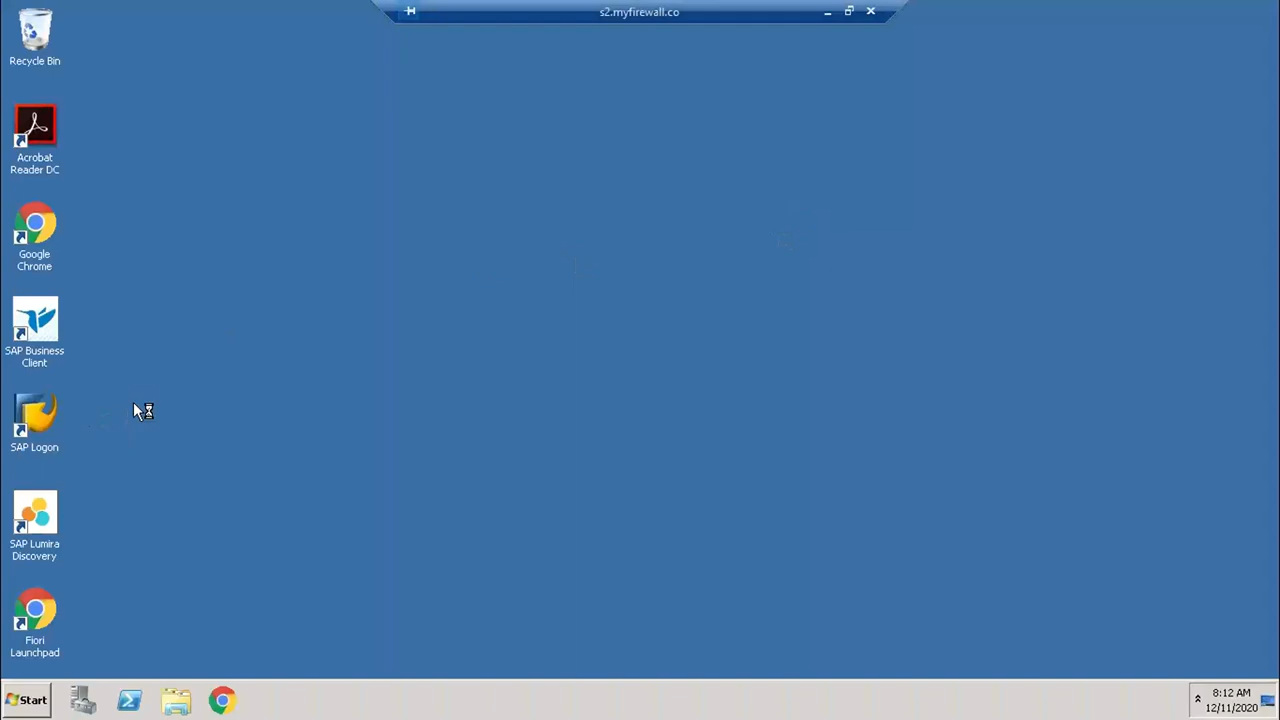 s2.myfirewall.co
Recycle Bin
Acrobat
Reader DC
Google
Chrome
SAP Business
Client
SAP Logon
SAP Lumira
Discovery
Fiori
Launchpad
Start
8:12 AM
12/11/2020